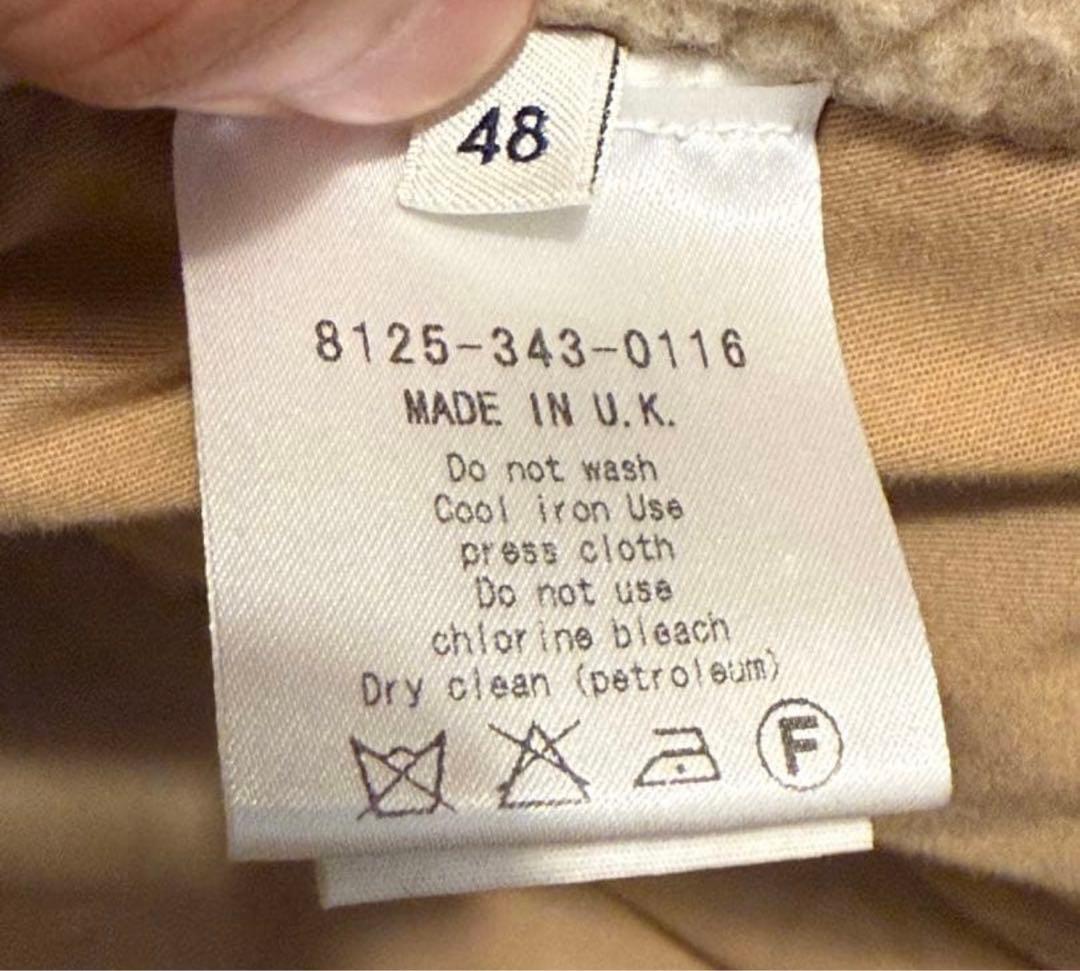 48
8125-343-0116
MADE IN U.K.
Do not wash
Cool iron Use
press cloth
Do not use
chlorine bleach
Dry clean (petroleum)
F